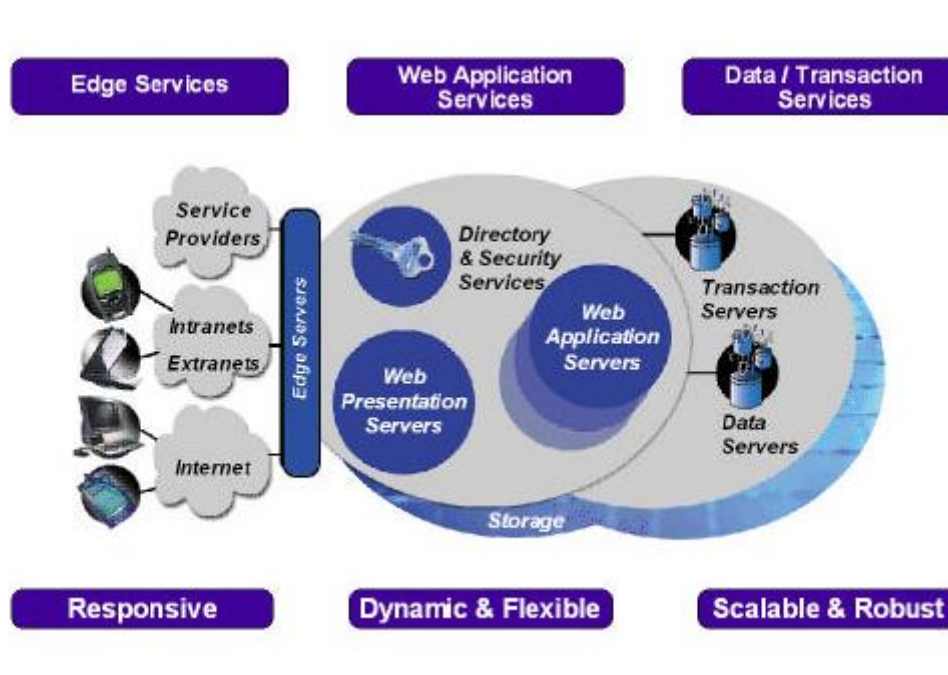 Edge Services
Web Application
Services
Data / Transaction
Services
Service
Providers
Intranets
Extranets
Internet
Edge Servers
Directory
& Security
Services
Web
Application
Servers
Web
Presentation
Servers
Transaction
Servers
Data
Servers
Storage
Responsive
Dynamic & Flexible
Scalable & Robust